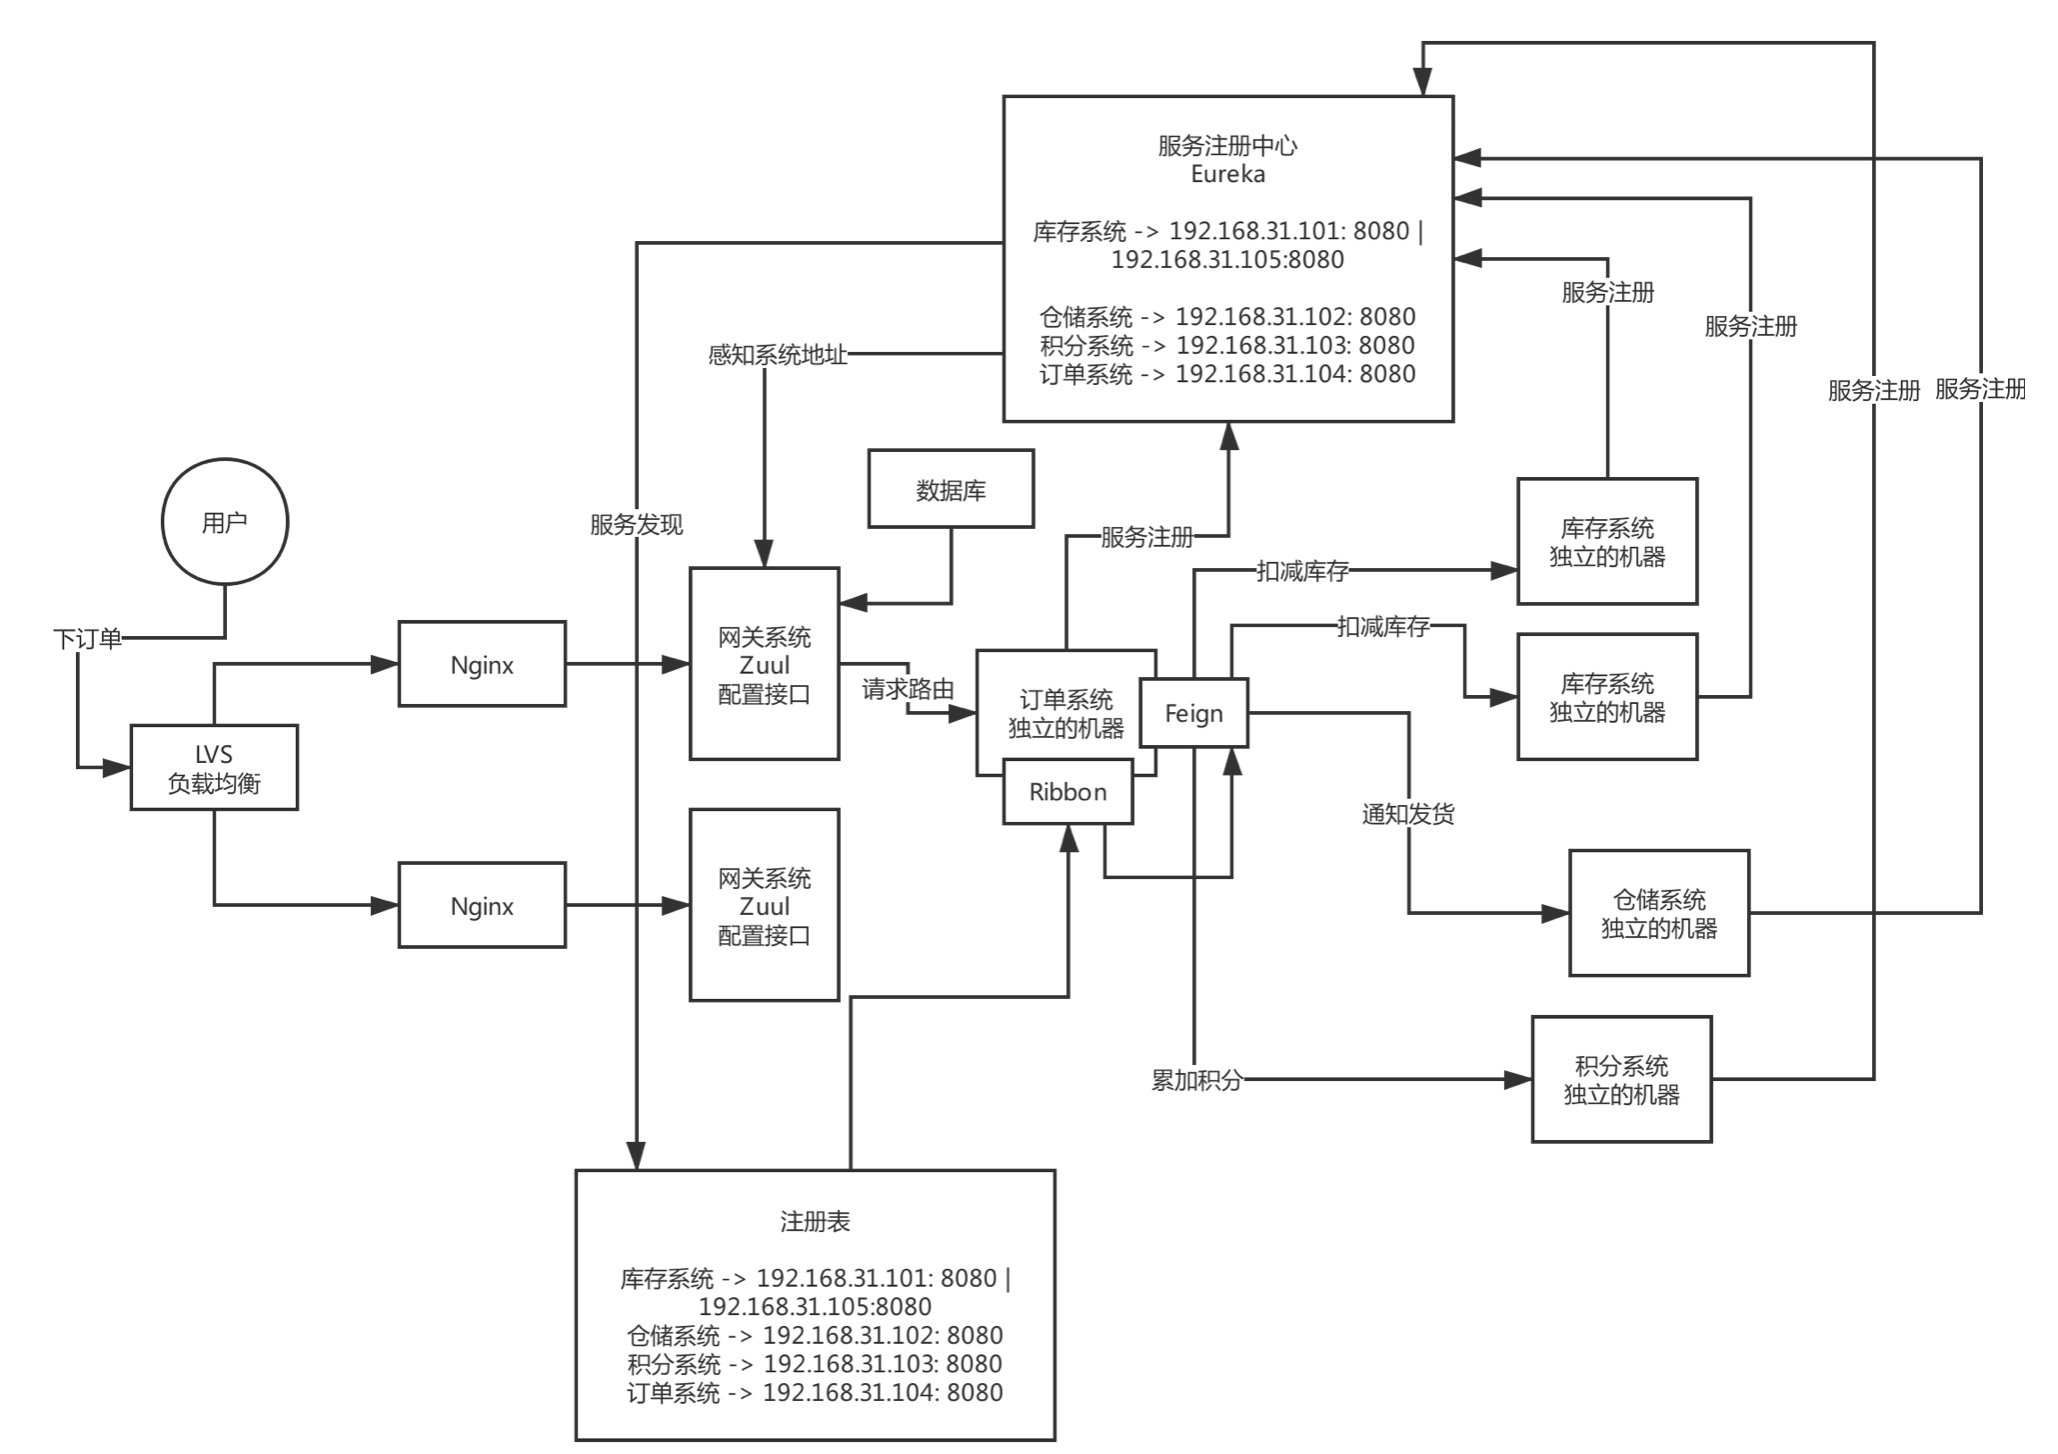 服务注册中心
Eureka
库存系统 -> 192.168.31.101: 8080 |
192.168.31.105:8080
仓储系统 -> 192.168.31.102: 8080
积分系统 -> 192.168.31.103: 8080
订单系统 -> 192.168.31.104: 8080
服务注册
服务注册
服务注册
服务注册
感知系统地址
数据库
用户
服务发现
服务注册
扣减库存
库存系统
独立的机器
下订单
Nginx
网关系统
Zuul
配置接口
请求路由
订单系统
独立的机器
Feign
扣减库存
库存系统
独立的机器
LVS
负载均衡
Ribbon
通知发货
Nginx
网关系统
Zuul
配置接口
仓储系统
独立的机器
累加积分
积分系统
独立的机器
注册表
库存系统 -> 192.168.31.101: 8080 |
192.168.31.105:8080
仓储系统 -> 192.168.31.102: 8080
积分系统 -> 192.168.31.103: 8080
订单系统 -> 192.168.31.104: 8080